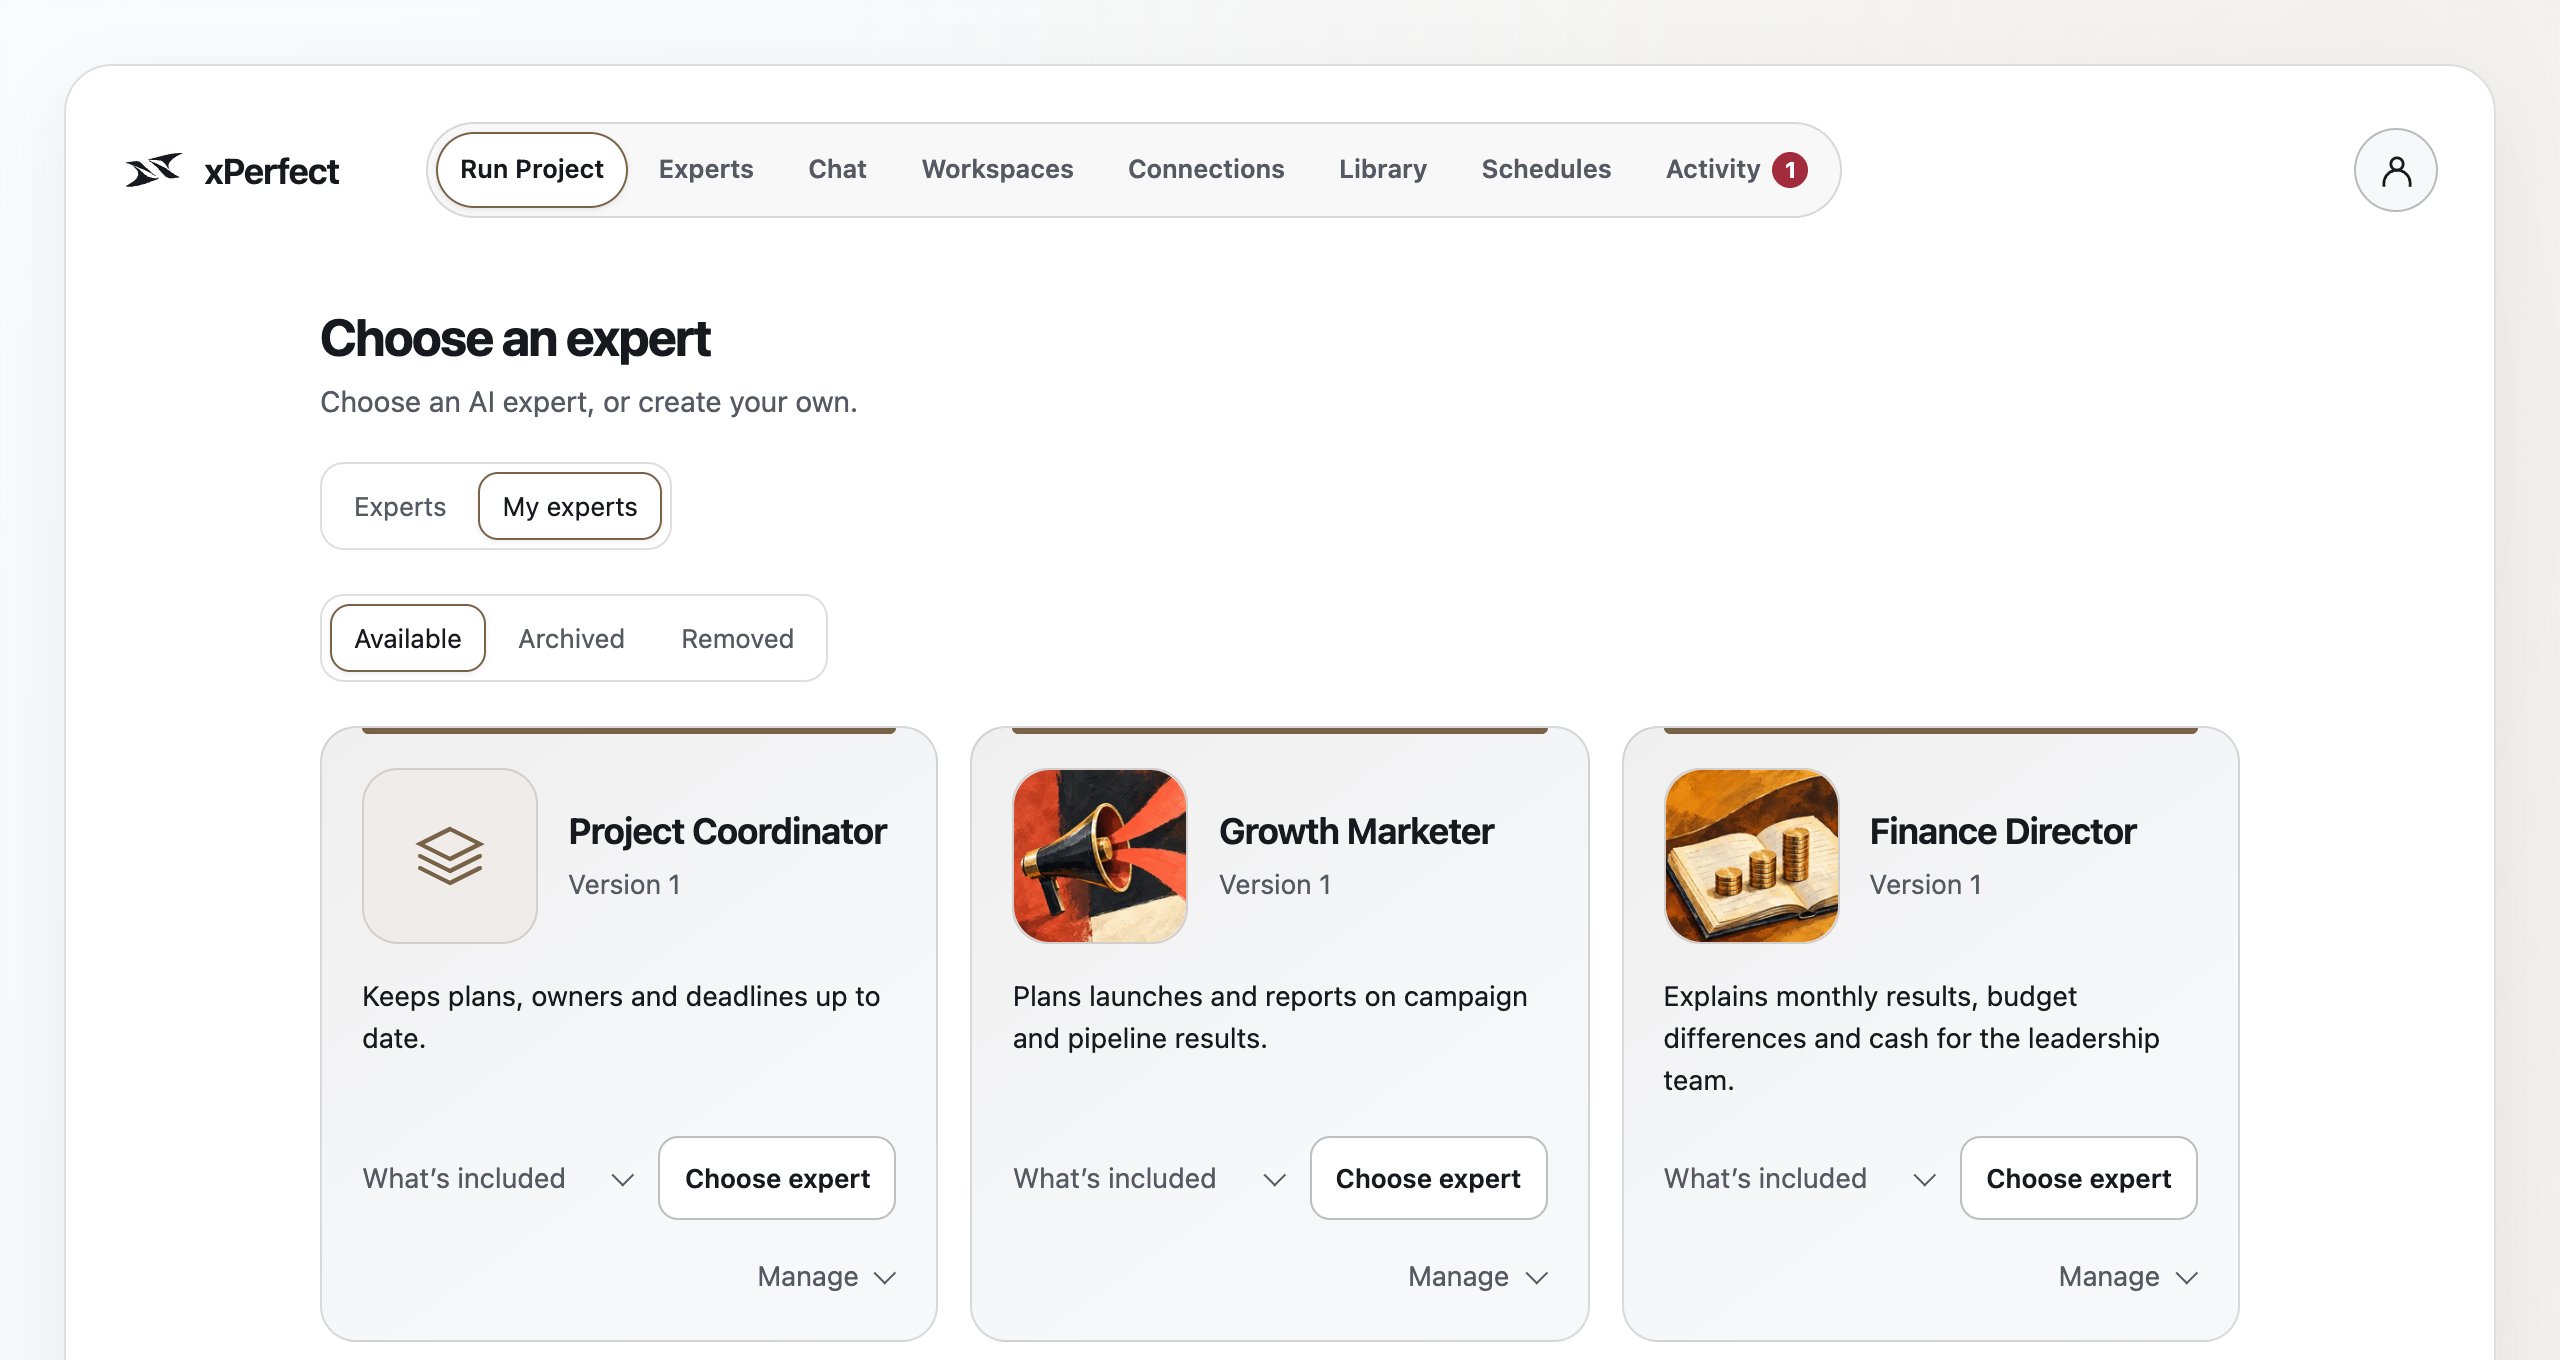 xPerfect
Run Project
Experts
Chat
Workspaces
Connections
Library
Schedules
Activity 1
Choose an expert
Choose an AI expert, or create your own.
Experts
My experts
Available
Archived
Removed
Project Coordinator
Version 1
Keeps plans, owners and deadlines up to
date.
What’s included
Choose expert
Manage
Growth Marketer
Version 1
Plans launches and reports on campaign
and pipeline results.
What’s included
Choose expert
Manage
Finance Director
Version 1
Explains monthly results, budget
differences and cash for the leadership
team.
What’s included
Choose expert
Manage